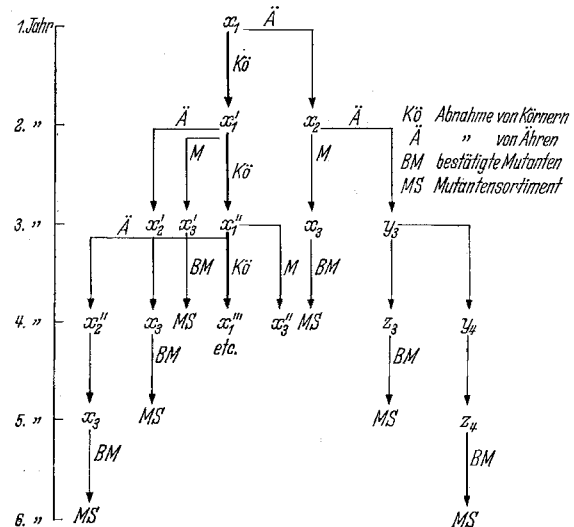 1. Jahr x₁ Ä
Kö
2. " Ä x₁' x₂ Ä
M Kö M
Kö Abnahme von Körnern
Ä " von Ähren
BM bestätigte Mutanten
MS Mutantensortiment
3. " Ä x₂' x₃' x₁'' x₃ y₃
BM Kö M BM
4. " x₂'' x₃ MS x₁''' x₃'' MS z₃ y₄
etc.
BM BM
5. " x₃ MS MS z₄
BM BM
6. " MS MS